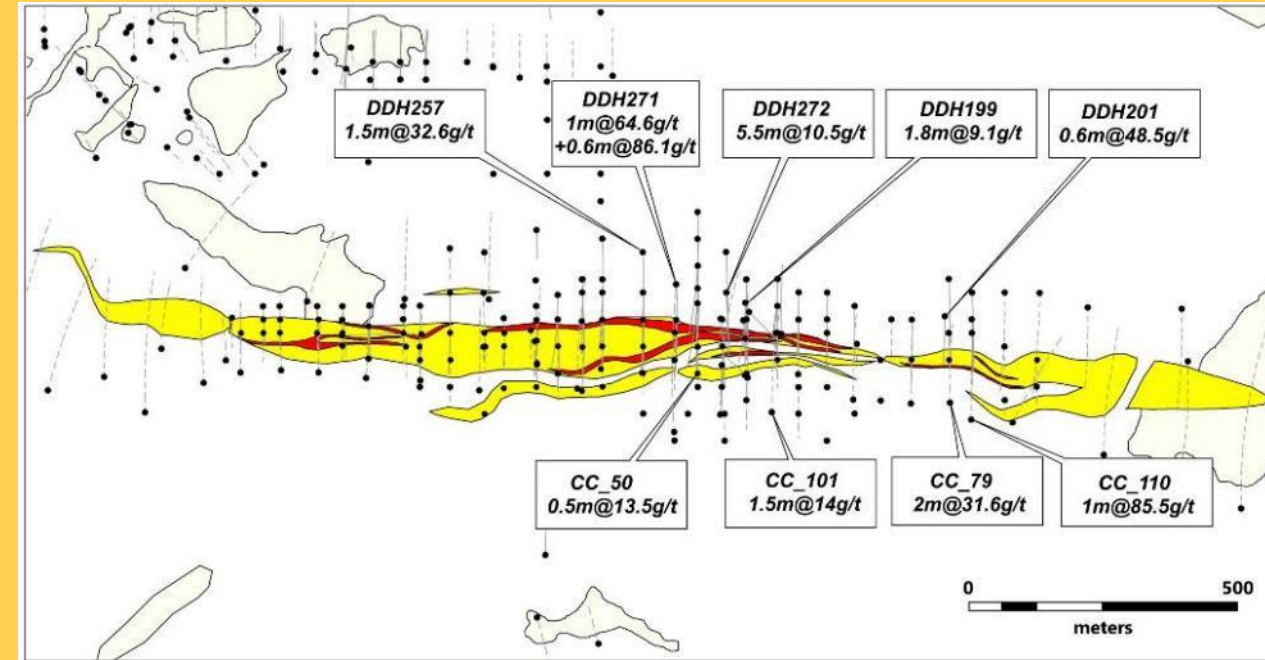 DDH257
1.5m@32.6g/t
DDH271
1m@64.6g/t
+0.6m@86.1g/t
DDH272
5.5m@10.5g/t
DDH199
1.8m@9.1g/t
DDH201
0.6m@48.5g/t
CC_50
0.5m@13.5g/t
CC_101
1.5m@14g/t
CC_79
2m@31.6g/t
CC_110
1m@85.5g/t
0 500
meters